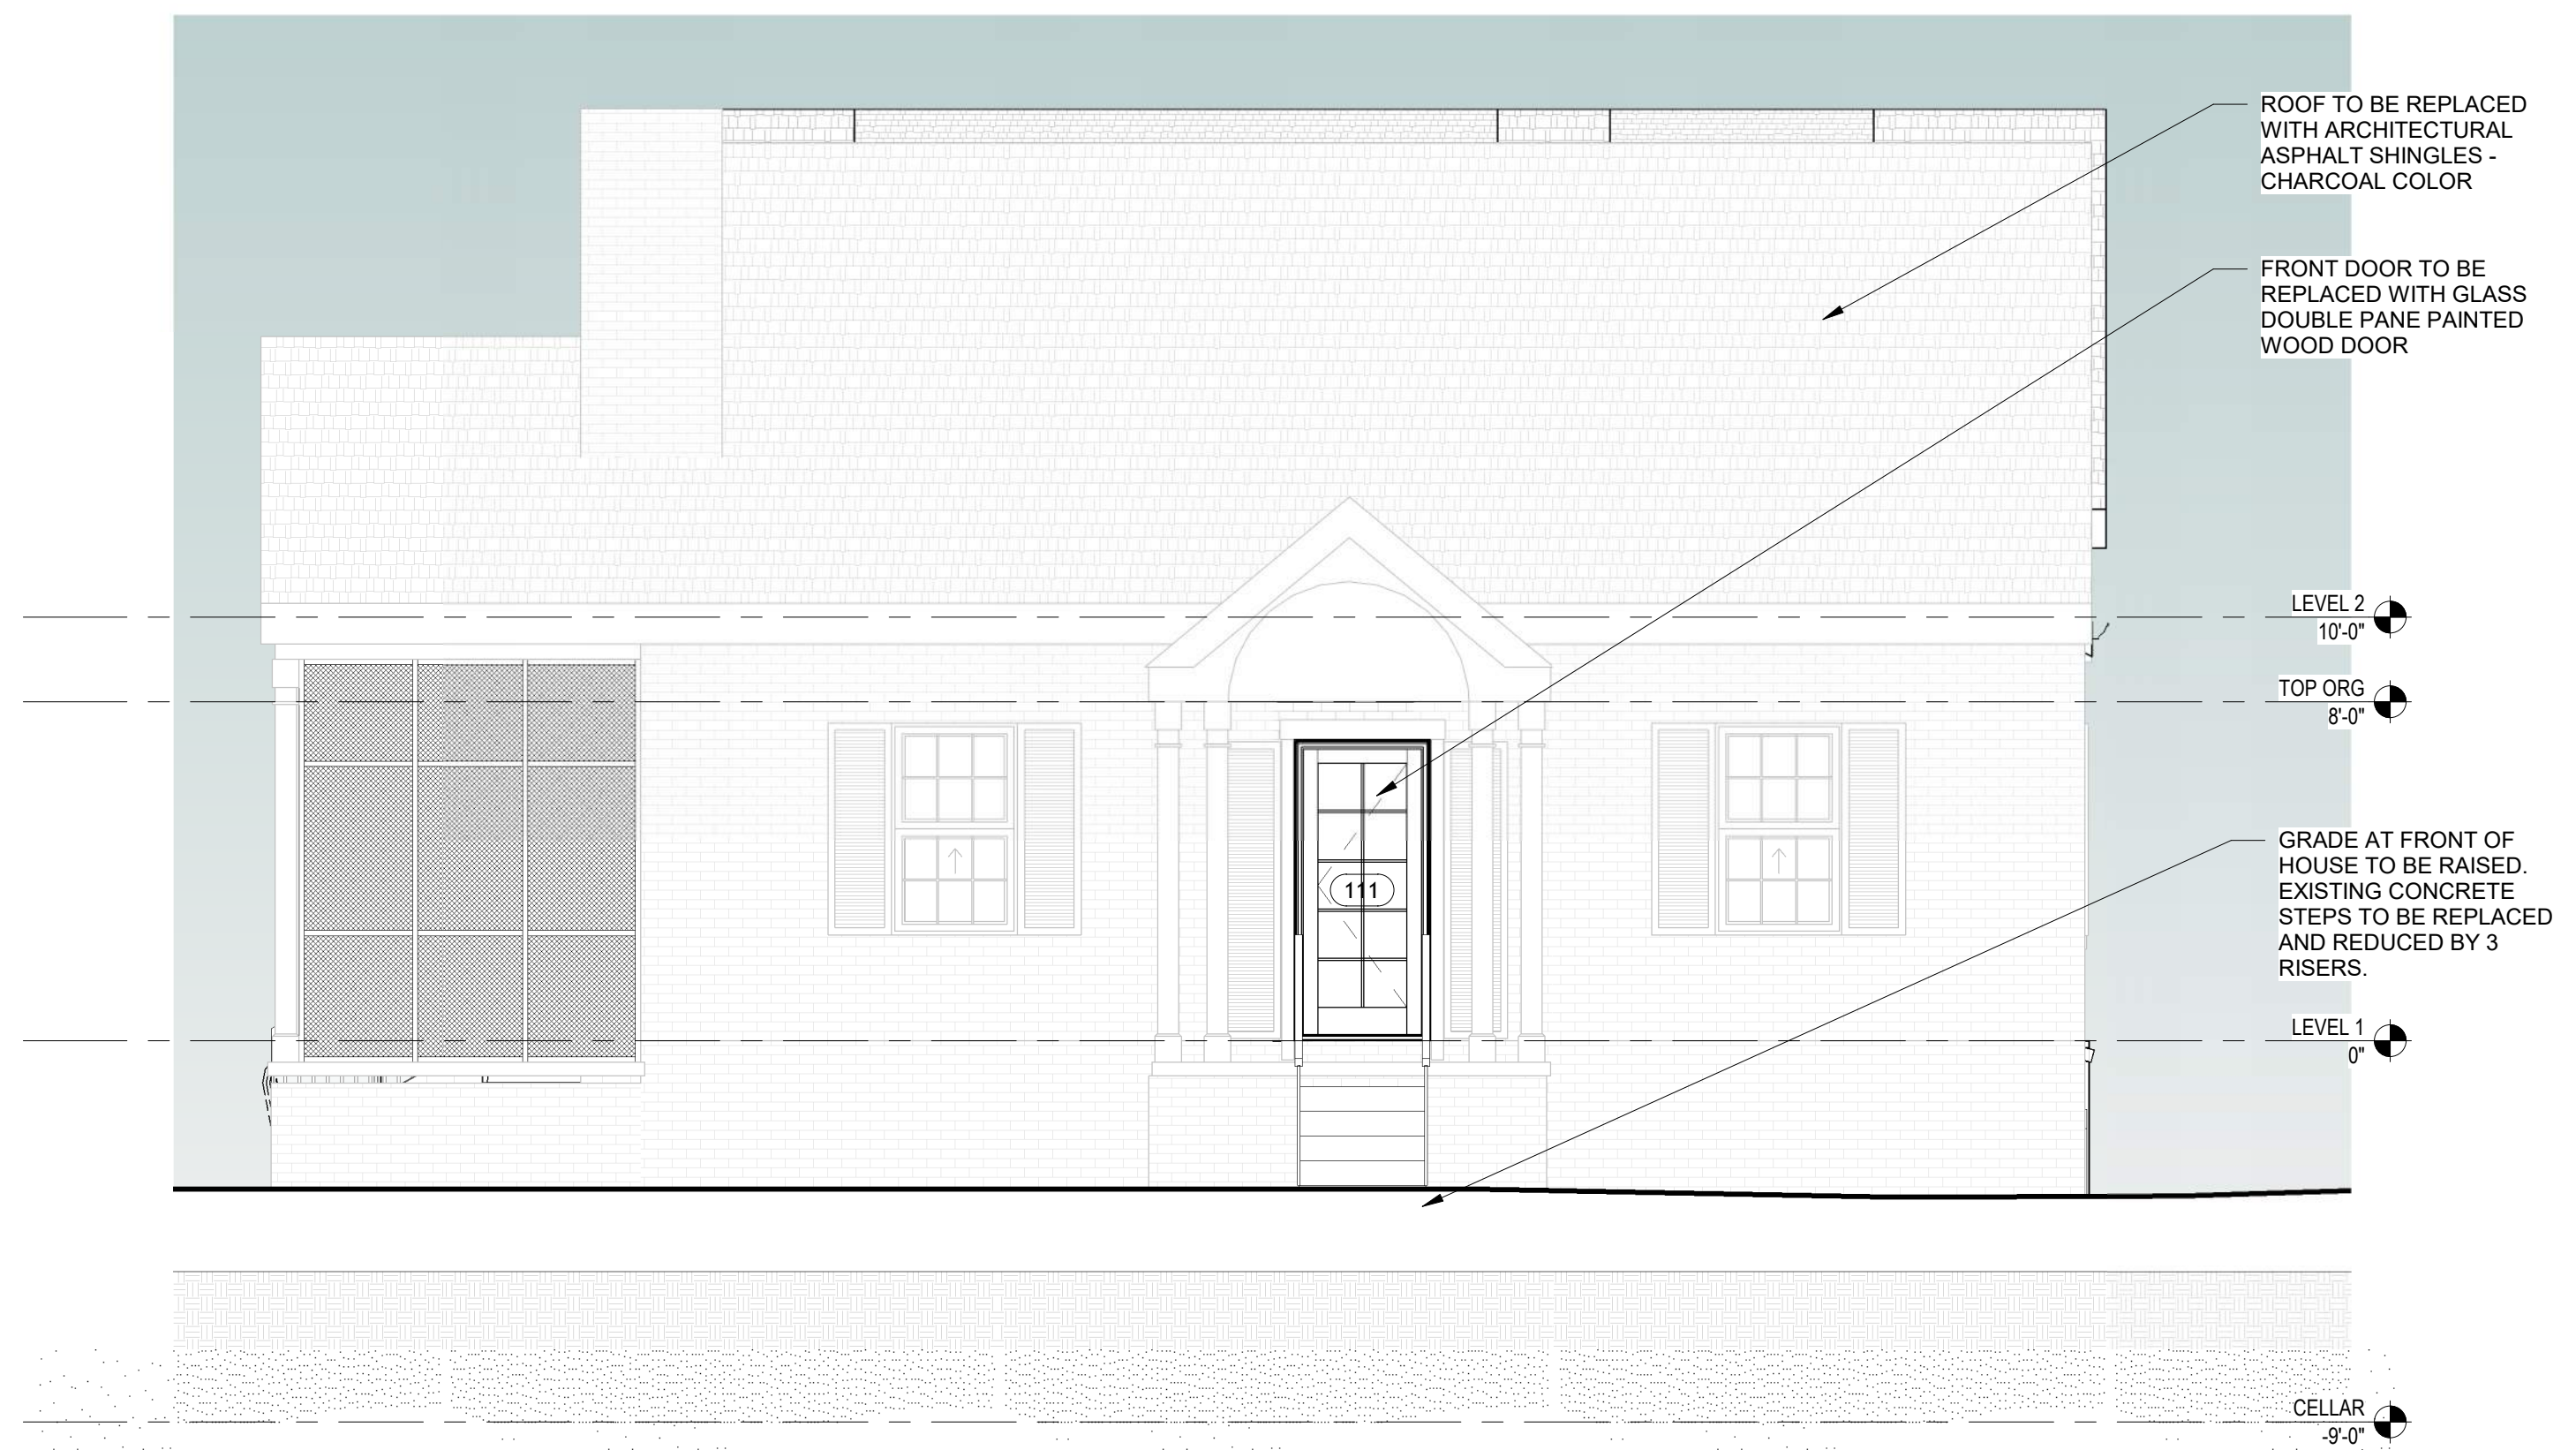 ROOF TO BE REPLACED
WITH ARCHITECTURAL
ASPHALT SHINGLES -
CHARCOAL COLOR
FRONT DOOR TO BE
REPLACED WITH GLASS
DOUBLE PANE PAINTED
WOOD DOOR
LEVEL 2
10'-0"
TOP ORG
8'-0"
GRADE AT FRONT OF
HOUSE TO BE RAISED.
EXISTING CONCRETE
STEPS TO BE REPLACED
AND REDUCED BY 3
RISERS.
111
LEVEL 1
0"
CELLAR
-9'-0"